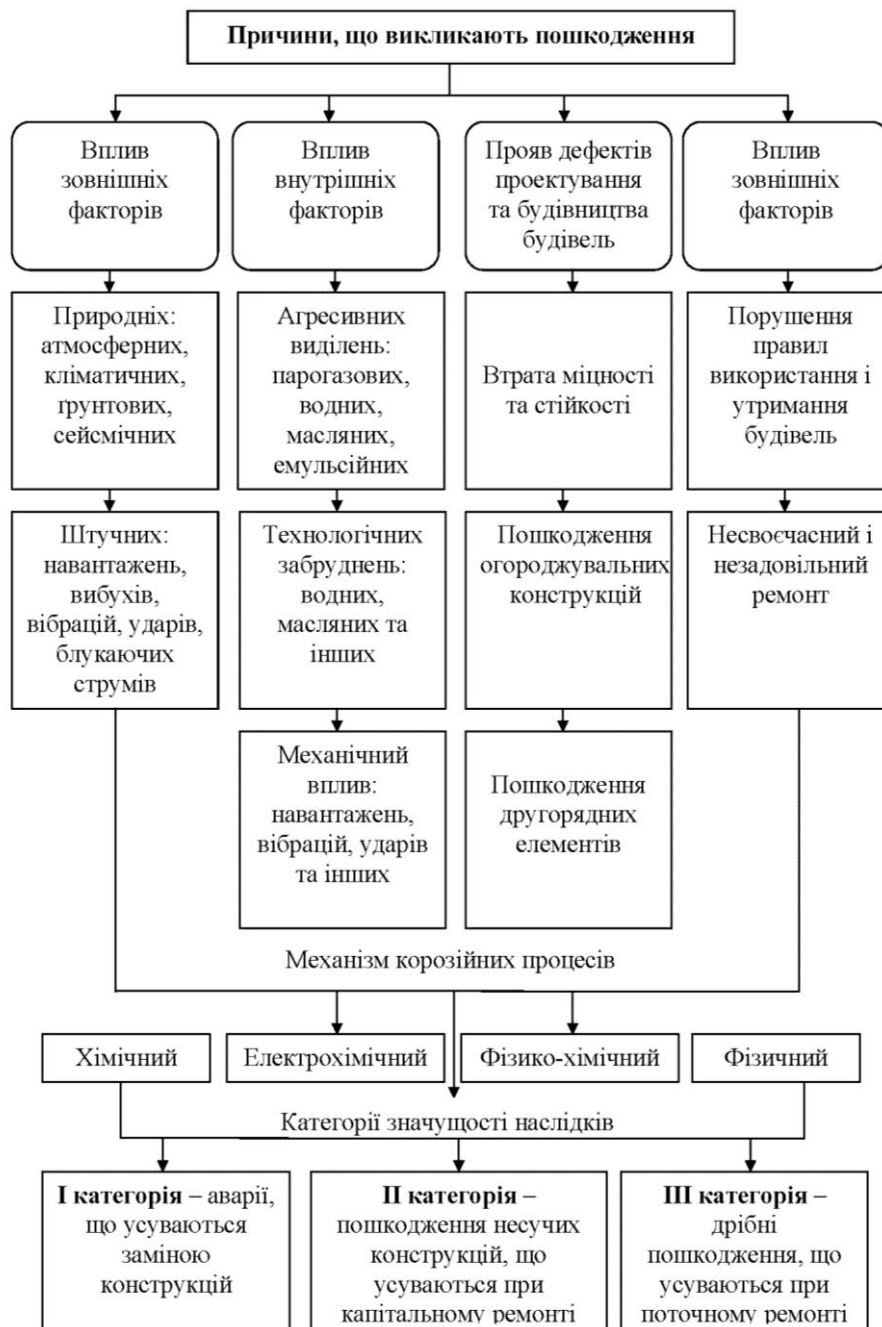 Причини, що викликають пошкодження
Вплив
зовнішніх
факторів
Вплив
внутрішніх
факторів
Прояв дефектів
проектування
та будівництва
будівель
Вплив
зовнішніх
факторів
Природніх:
атмосферних,
кліматичних,
ґрунтових,
сейсмічних
Агресивних
виділень:
парогазових,
водних,
масляних,
емульсійних
Втрата міцності
та стійкості
Порушення
правил
використання і
утримання
будівель
Штучних:
навантажень,
вибухів,
вібрацій, ударів,
блукаючих
струмів
Технологічних
забруднень:
водних,
масляних та
інших
Пошкодження
огороджувальних
конструкцій
Несвоєчасний і
незадовільний
ремонт
Механічний
вплив:
навантажень,
вібрацій, ударів
та інших
Пошкодження
другорядних
елементів
Механізм корозійних процесів
Хімічний
Електрохімічний
Фізико-хімічний
Фізичний
Категорії значущості наслідків
І категорія – аварії,
що усуваються
заміною
конструкцій
ІІ категорія –
пошкодження несучих
конструкцій, що
усуваються при
капітальному ремонті
ІІІ категорія –
дрібні
пошкодження, що
усуваються при
поточному ремонті